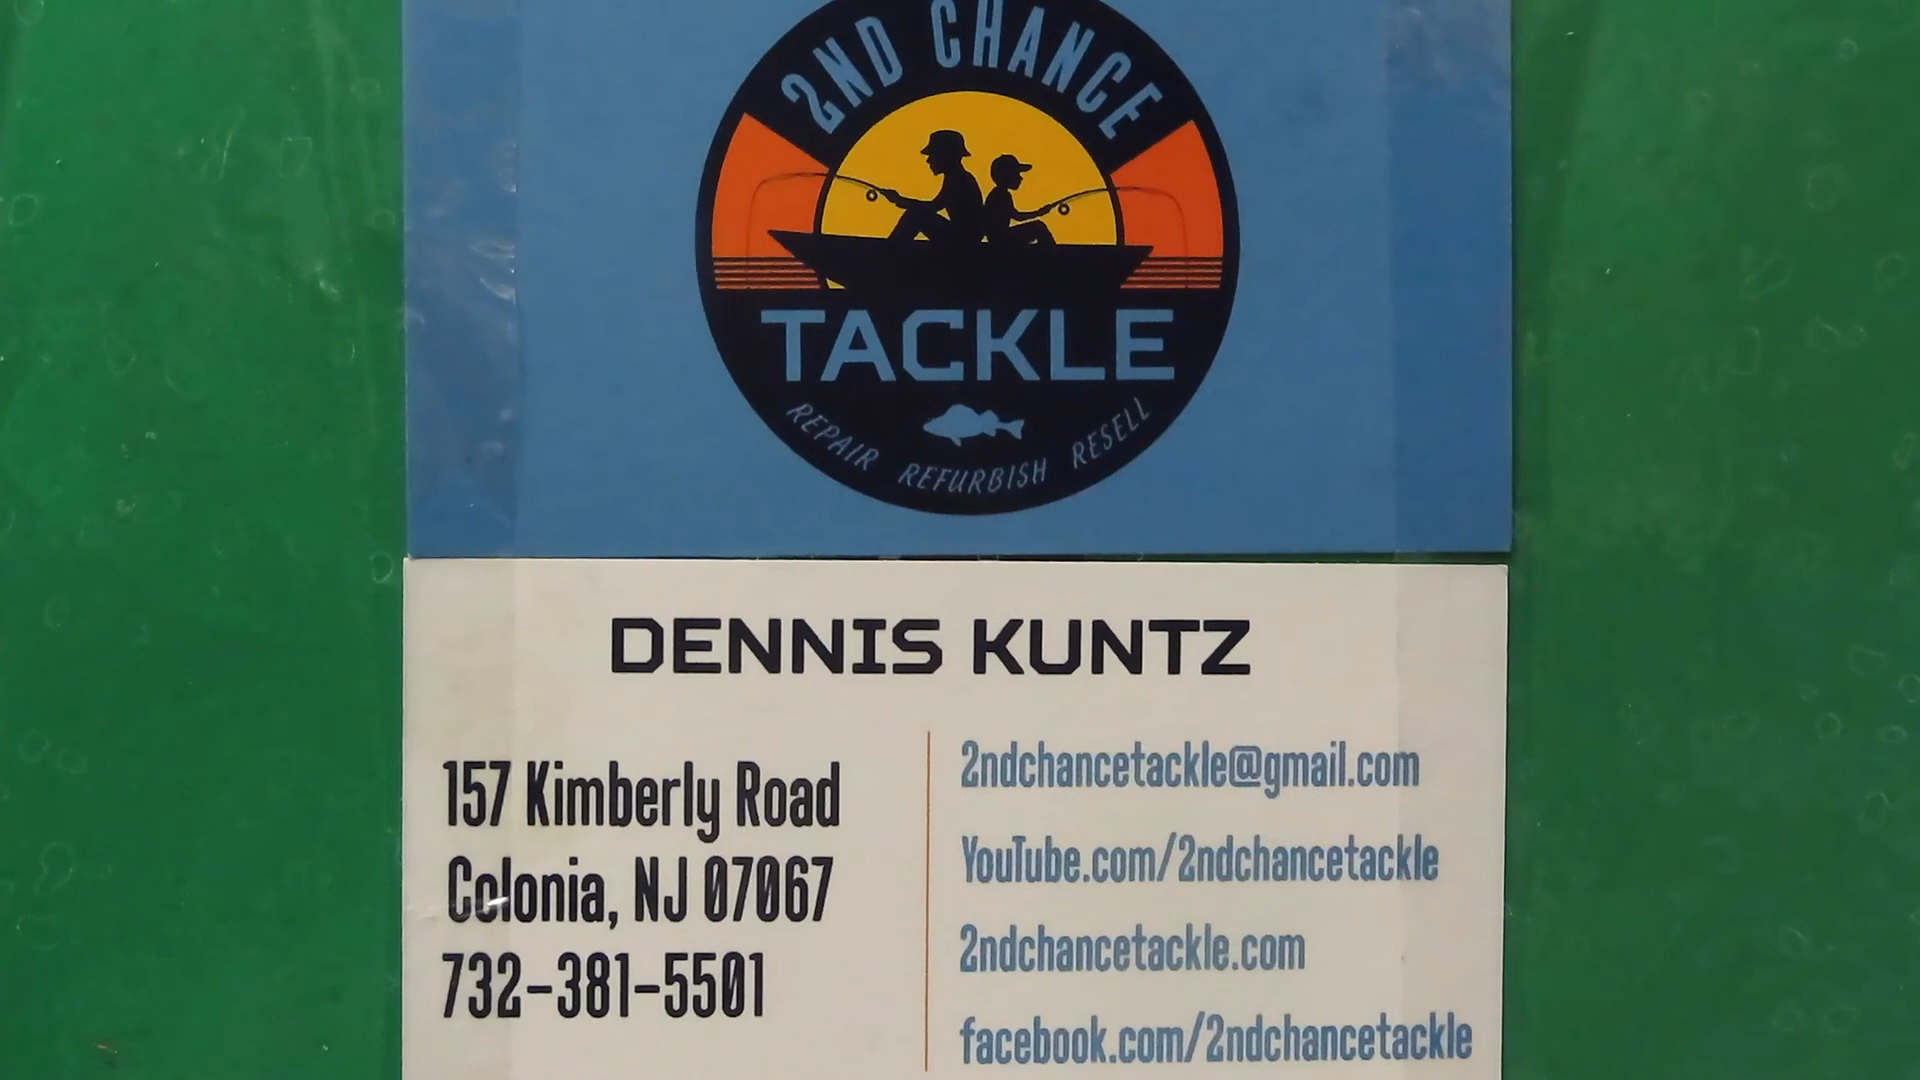 2ND CHANCE
TACKLE
REPAIR REFURBISH RESELL
DENNIS KUNTZ
157 Kimberly Road
Colonia, NJ 07067
732-381-5501
2ndchancetackle@gmail.com
YouTube.com/2ndchancetackle
2ndchancetackle.com
facebook.com/2ndchancetackle